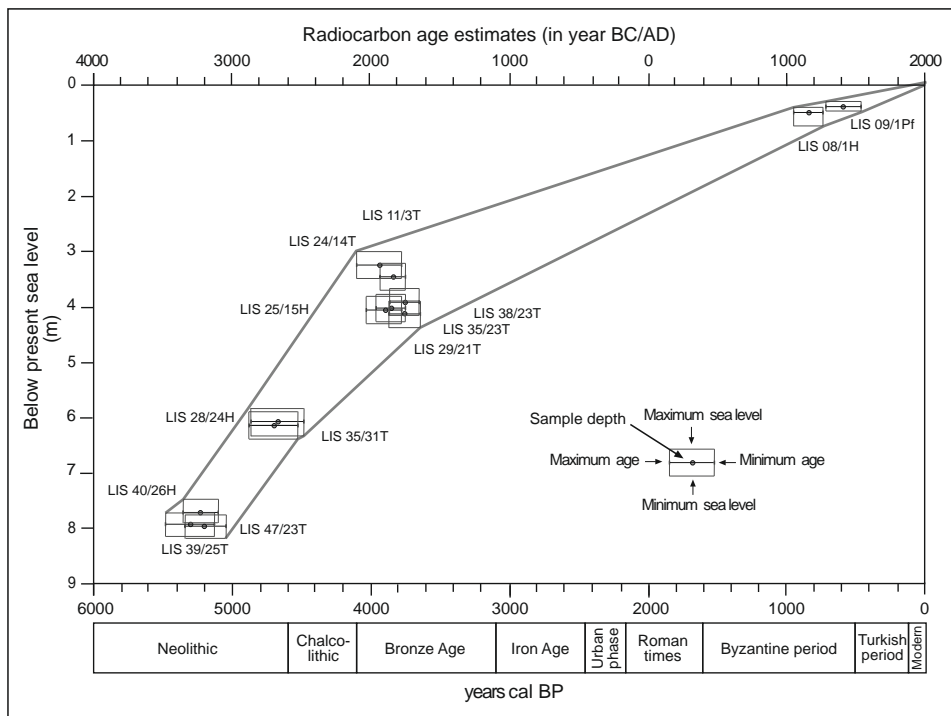 Radiocarbon age estimates (in year BC/AD)
4000 3000 2000 1000 0 1000 2000
0
LIS 09/1Pf
1
LIS 08/1H
2
LIS 11/3T
LIS 24/14T
3
Below present sea level
(m)
4
LIS 25/15H
LIS 38/23T
LIS 35/23T
LIS 29/21T
5
LIS 28/24H
6
Sample depth
Maximum sea level
LIS 35/31T
Maximum age
Minimum age
7
Minimum sea level
LIS 40/26H
8
LIS 47/23T
LIS 39/25T
9
6000 5000 4000 3000 2000 1000 0
Neolithic
Chalco-
lithic
Bronze Age
Iron Age
Urban
phase
Roman
times
Byzantine period
Turkish
period
Modern
years cal BP